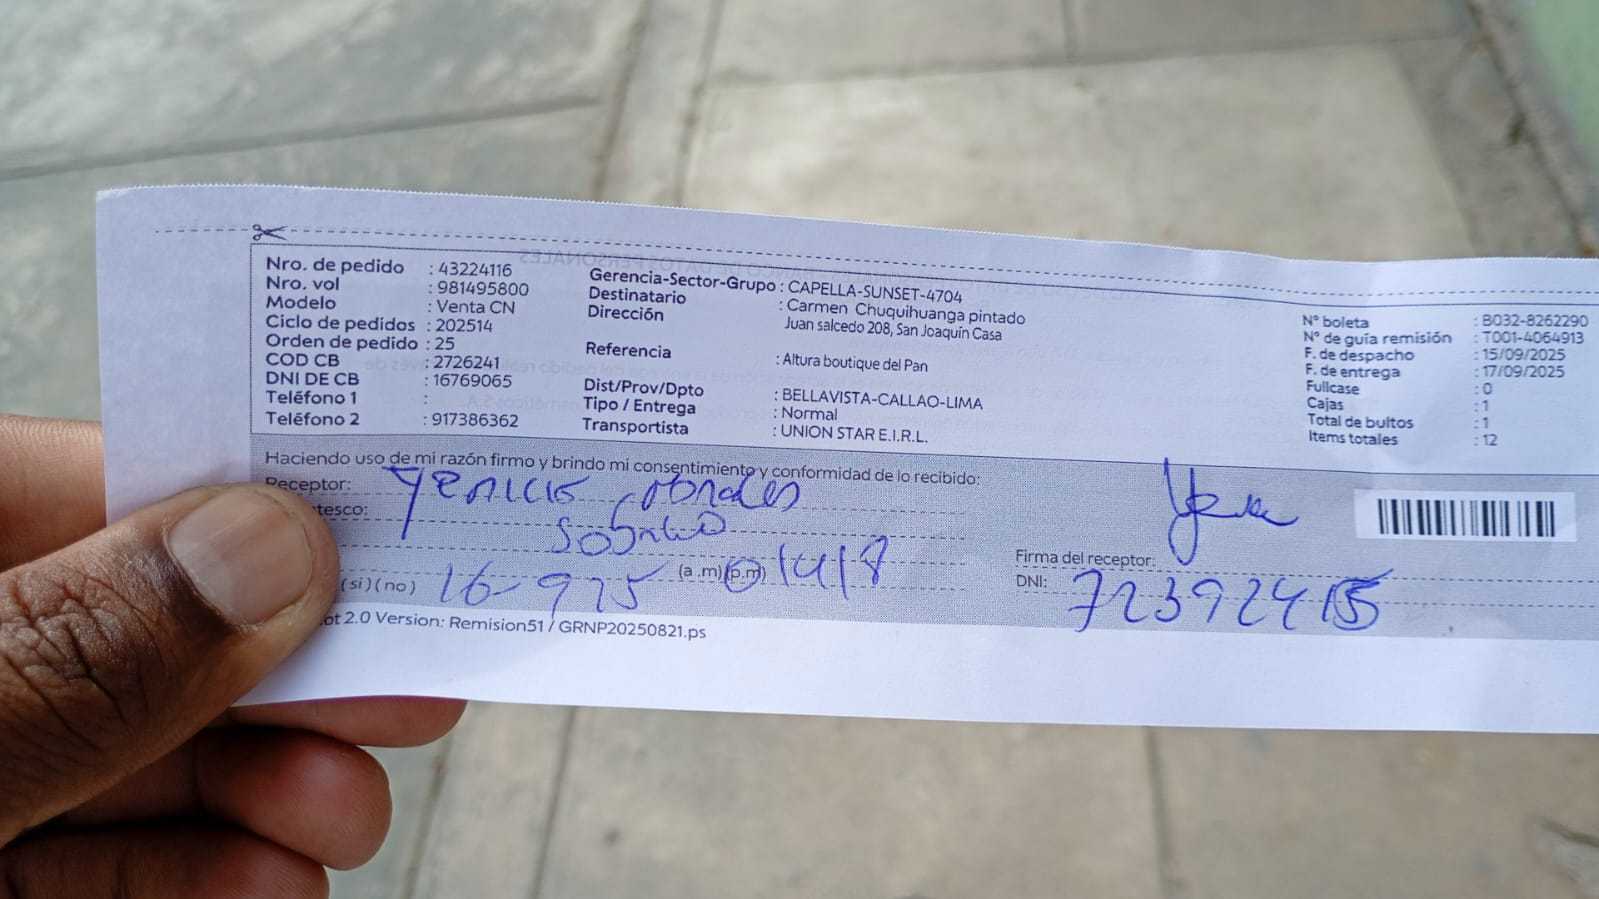 Nro. de pedido : 43224116
Nro. vol : 981495800
Modelo : Venta CN
Ciclo de pedidos : 202514
Orden de pedido : 25
COD CB : 2726241
DNI DE CB : 16769065
Teléfono 1 :
Teléfono 2 : 917386362
Gerencia-Sector-Grupo : CAPELLA-SUNSET-4704
Destinatario : Carmen Chuquihuanga pintado
Dirección Juan salcedo 208, San Joaquín Casa
Referencia : Altura boutique del Pan
Dist/Prov/Dpto : BELLAVISTA-CALLAO-LIMA
Tipo / Entrega : Normal
Transportista : UNION STAR E.I.R.L.
N° boleta : B032-8262290
N° de guía remisión : T001-4064913
F. de despacho : 15/09/2025
F. de entrega : 17/09/2025
Fullcase : 0
Cajas : 1
Total de bultos : 1
Items totales : 12
Haciendo uso de mi razón firmo y brindo mi consentimiento y conformidad de lo recibido:
Receptor:
tesco:
(si) (no) 16-9 (a.m) (p.m)
Firma del receptor:
DNI: 723924
ot 2.0 Version: Remision51 / GRNP20250821.ps